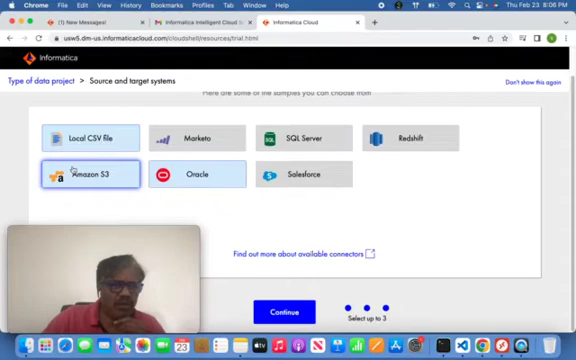 Chrome File Edit View History Bookmarks Profiles Tab Window Help Thu Feb 23 8:06 PM
(1) New Messages!
Informatica Intelligent Cloud S
Informatica Cloud
usw5.dm-us.informaticacloud.com/cloudshell/resources/trial.html
Informatica
Type of data project > Source and target systems
Don't show this again
Here are some of the samples you can choose from
Local CSV file
Marketo
SQL Server
Redshift
Amazon S3
Oracle
Salesforce
Find out more about available connectors
Continue
Select up to 3